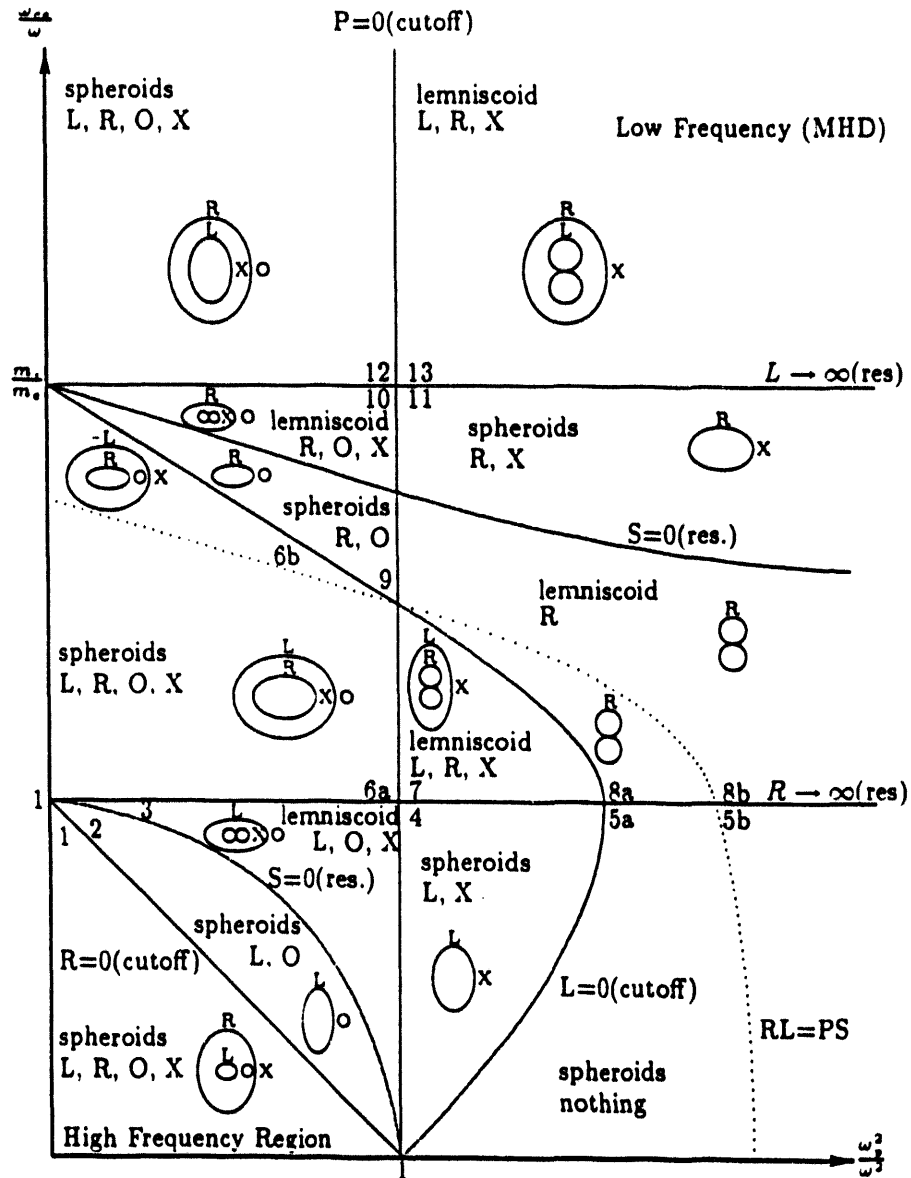 ω_ce/ω
P=0(cutoff)
spheroids
L, R, O, X
lemniscoid
L, R, X
Low Frequency (MHD)
R
L
X O
R
L
X
m_i/m_e
12 13
10 11
L → ∞(res)
R
X O
lemniscoid
R, O, X
spheroids
R, X
R
X
L
R
O X
R
O
spheroids
R, O
S=0(res.)
6b
9
lemniscoid
R
R
spheroids
L, R, O, X
L
R
X O
L
R
X
R
lemniscoid
L, R, X
1
6a 7
8a
8b
R → ∞(res)
1
2
3
L
X O
lemniscoid
L, O, X
4
5a
5b
S=0(res.)
spheroids
L, X
spheroids
L, O
L
X
R=0(cutoff)
L
O
L=0(cutoff)
RL=PS
spheroids
L, R, O, X
R
L
O X
spheroids
nothing
High Frequency Region
1
ω_p²/ω²